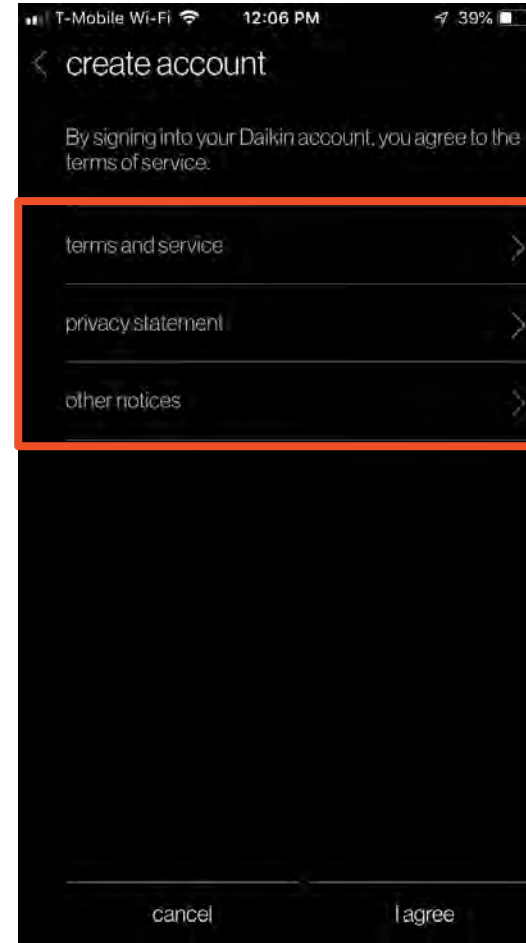 T-Mobile Wi-Fi 12:06 PM 39%
create account
By signing into your Daikin account, you agree to the
terms of service.
terms and service
privacy statement
other notices
cancel I agree